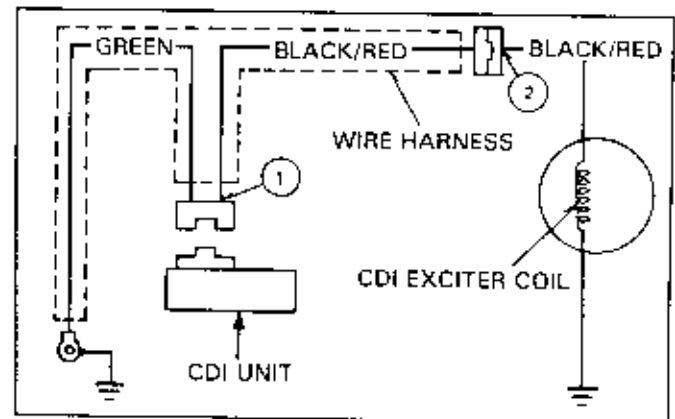 GREEN
BLACK/RED
BLACK/RED
2
WIRE HARNESS
1
CDI EXCITER COIL
CDI UNIT